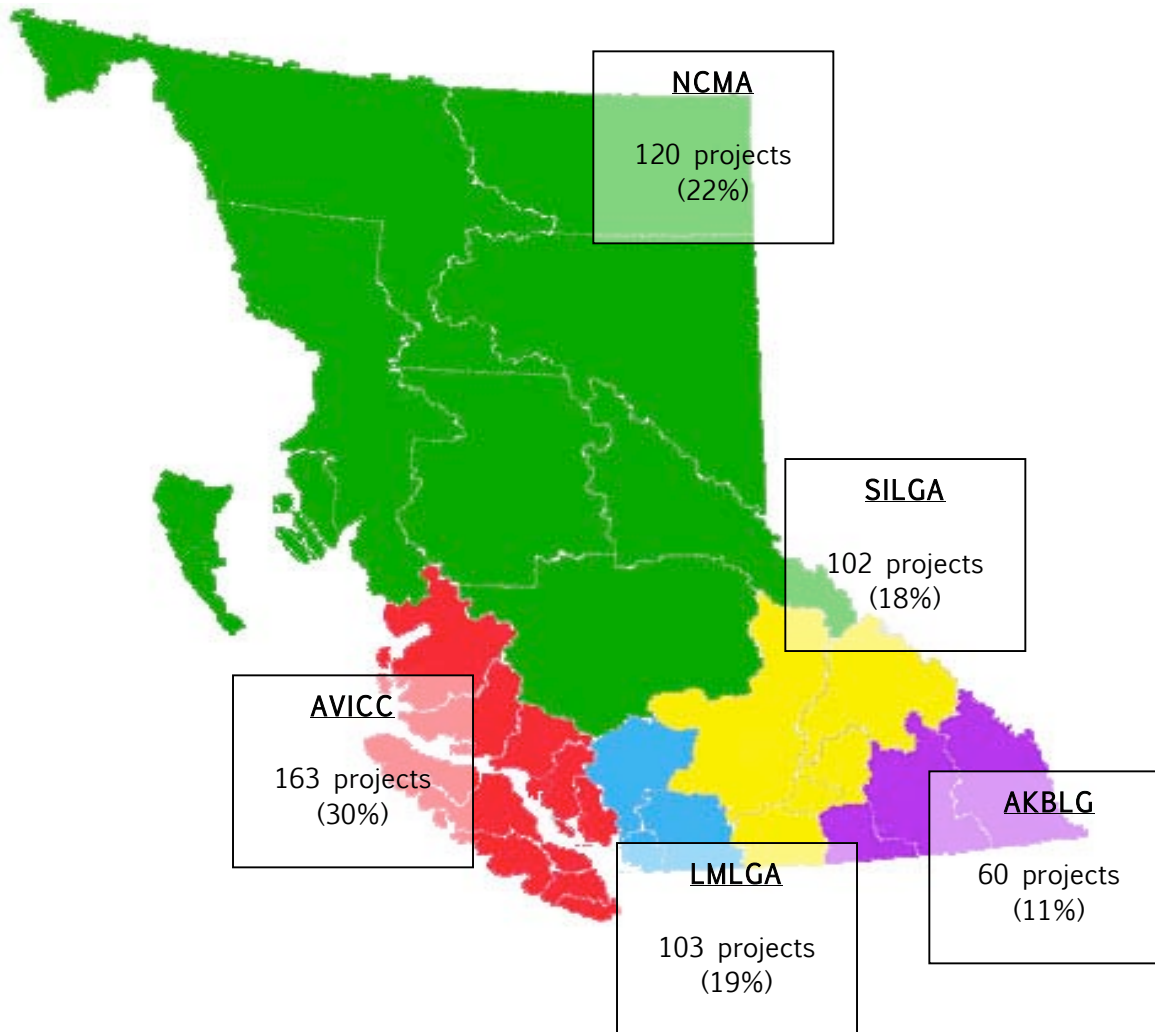 NCMA
120 projects
(22%)
SILGA
102 projects
(18%)
AVICC
163 projects
(30%)
AKBLG
60 projects
(11%)
LMLGA
103 projects
(19%)